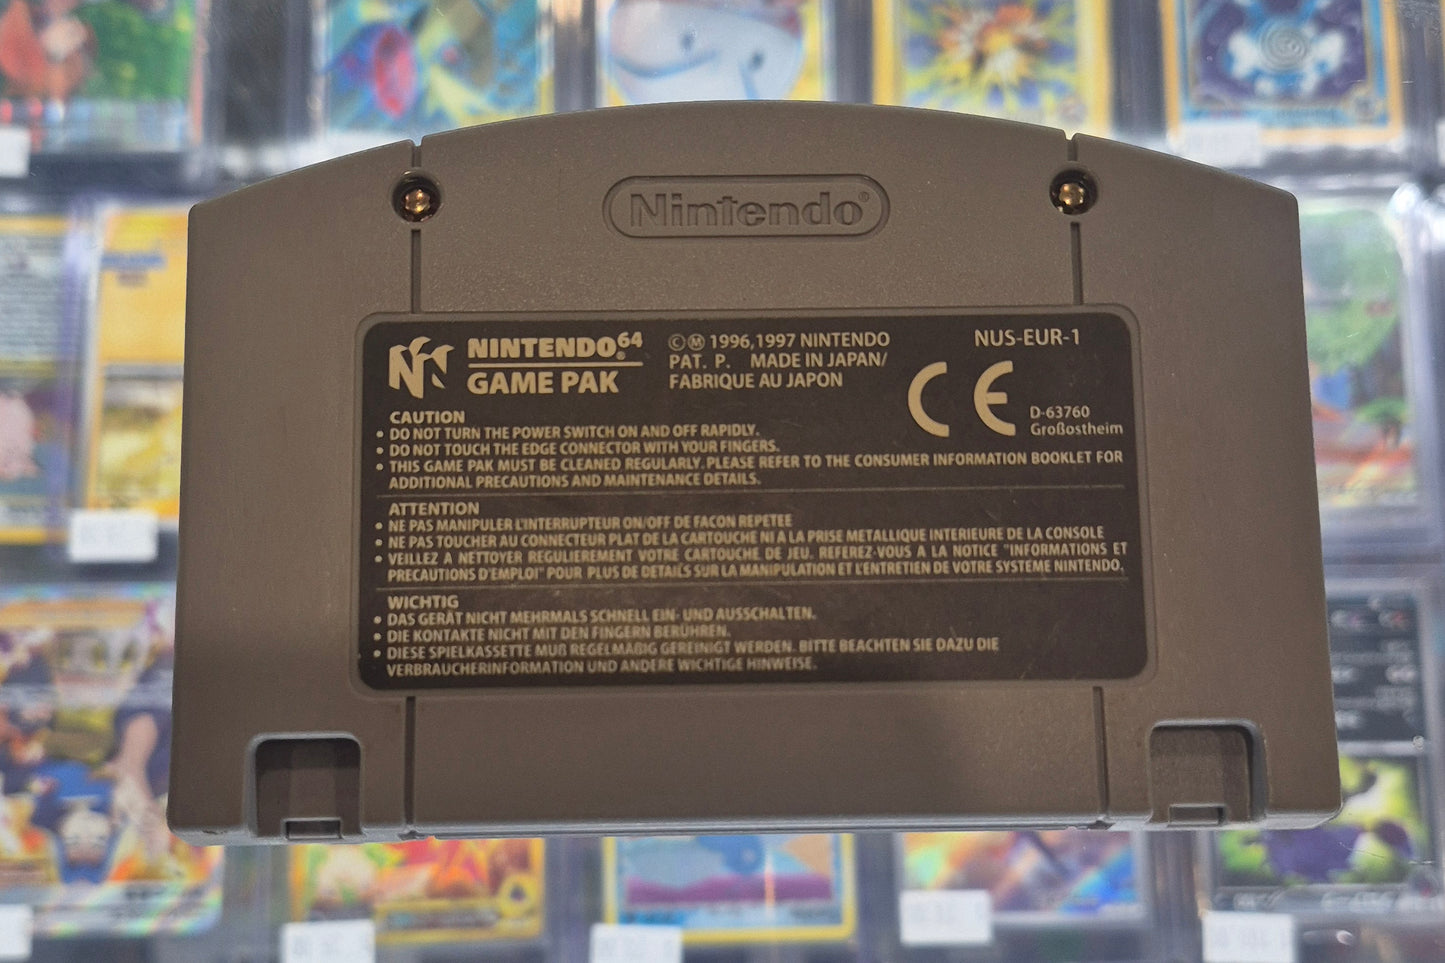 Nintendo®
NINTENDO®64
GAME PAK
©Ⓜ 1996,1997 NINTENDO
PAT. P. MADE IN JAPAN/
FABRIQUE AU JAPON
NUS-EUR-1
CE
D-63760
Großostheim
CAUTION
• DO NOT TURN THE POWER SWITCH ON AND OFF RAPIDLY.
• DO NOT TOUCH THE EDGE CONNECTOR WITH YOUR FINGERS.
• THIS GAME PAK MUST BE CLEANED REGULARLY. PLEASE REFER TO THE CONSUMER INFORMATION BOOKLET FOR
ADDITIONAL PRECAUTIONS AND MAINTENANCE DETAILS.
ATTENTION
• NE PAS MANIPULER L'INTERRUPTEUR ON/OFF DE FACON REPETEE
• NE PAS TOUCHER AU CONNECTEUR PLAT DE LA CARTOUCHE NI A LA PRISE METALLIQUE INTERIEURE DE LA CONSOLE
• VEILLEZ A NETTOYER REGULIEREMENT VOTRE CARTOUCHE DE JEU. REFEREZ-VOUS A LA NOTICE "INFORMATIONS ET
PRECAUTIONS D'EMPLOI" POUR PLUS DE DETAILS SUR LA MANIPULATION ET L'ENTRETIEN DE VOTRE SYSTEME NINTENDO.
WICHTIG
• DAS GERÄT NICHT MEHRMALS SCHNELL EIN- UND AUSSCHALTEN.
• DIE KONTAKTE NICHT MIT DEN FINGERN BERÜHREN.
• DIESE SPIELKASSETTE MUß REGELMÄßIG GEREINIGT WERDEN. BITTE BEACHTEN SIE DAZU DIE
VERBRAUCHERINFORMATION UND ANDERE WICHTIGE HINWEISE.